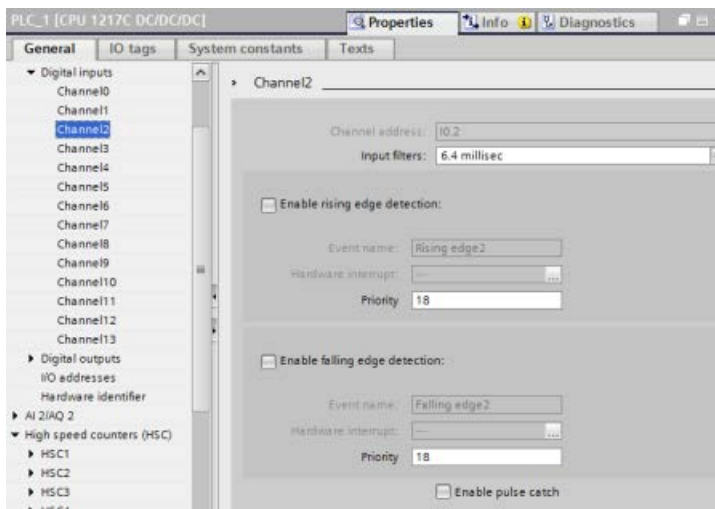 PLC_1 [CPU 1217C DC/DC/DC]
Properties
Info
Diagnostics
General
IO tags
System constants
Texts
Digital inputs
Channel0
Channel1
Channel2
Channel3
Channel4
Channel5
Channel6
Channel7
Channel8
Channel9
Channel10
Channel11
Channel12
Channel13
Digital outputs
I/O addresses
Hardware identifier
AI 2/AQ 2
High speed counters (HSC)
HSC1
HSC2
HSC3
Channel2
Channel address: I0.2
Input filters: 6.4 millisec
Enable rising edge detection:
Event name: Rising edge2
Hardware interrupt: ---
...
Priority 18
Enable falling edge detection:
Event name: Falling edge2
Hardware interrupt: ---
...
Priority 18
Enable pulse catch